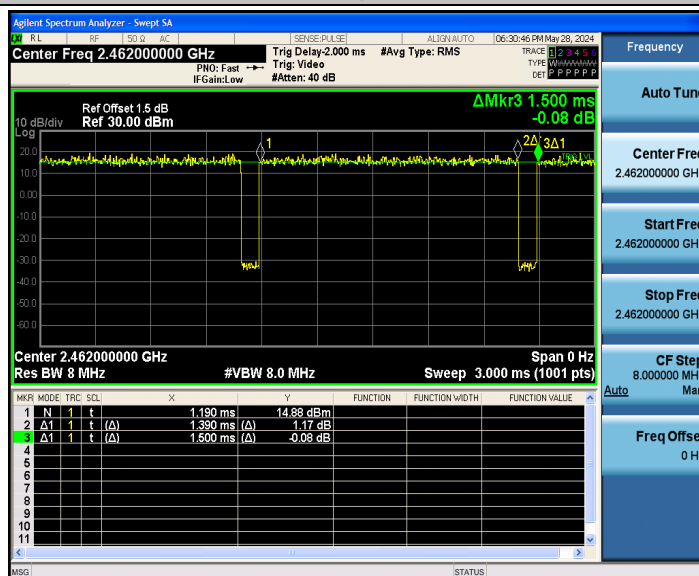 Agilent Spectrum Analyzer - Swept SA
LXI RL RF 50 Ω AC SENSE:PULSE ALIGN AUTO 06:30:46 PM May 28, 2024
Center Freq 2.462000000 GHz
PNO: Fast
IFGain:Low
Trig Delay-2.000 ms
Trig: Video
#Atten: 40 dB
#Avg Type: RMS
TRACE 1 2 3 4 5 6
TYPE W
DET P P P P P P
Ref Offset 1.5 dB
10 dB/div Ref 30.00 dBm
Log
ΔMkr3 1.500 ms
-0.08 dB
20.0
10.0
0.00
-10.0
-20.0
-30.0
-40.0
-50.0
-60.0
1
2Δ1
3Δ1
Center 2.462000000 GHz Span 0 Hz
Res BW 8 MHz #VBW 8.0 MHz Sweep 3.000 ms (1001 pts)
MKR MODE TRC SCL X Y FUNCTION FUNCTION WIDTH FUNCTION VALUE
1 N 1 t 1.190 ms 14.88 dBm
2 Δ1 1 t (Δ) 1.390 ms (Δ) 1.17 dB
3 Δ1 1 t (Δ) 1.500 ms (Δ) -0.08 dB
4
5
6
7
8
9
10
11
MSG STATUS
Frequency
Auto Tun
Center Fre
2.462000000 GH
Start Fre
2.462000000 GH
Stop Fre
2.462000000 GH
CF Step
8.000000 MH
Auto Ma
Freq Offse
0 H